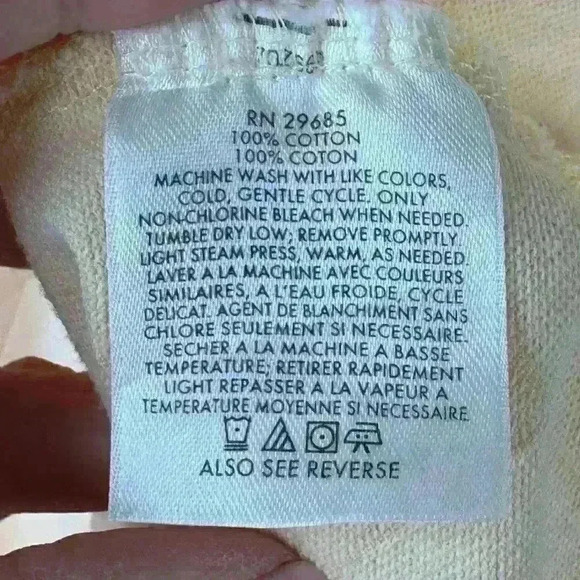 RN 29685
100% COTTON
100% COTON
MACHINE WASH WITH LIKE COLORS,
COLD, GENTLE CYCLE. ONLY
NON-CHLORINE BLEACH WHEN NEEDED.
TUMBLE DRY LOW; REMOVE PROMPTLY.
LIGHT STEAM PRESS, WARM, AS NEEDED.
LAVER A LA MACHINE AVEC COULEURS
SIMILAIRES, A L'EAU FROIDE, CYCLE
DELICAT. AGENT DE BLANCHIMENT SANS
CHLORE SEULEMENT SI NECESSAIRE.
SECHER A LA MACHINE A BASSE
TEMPERATURE; RETIRER RAPIDEMENT
LIGHT REPASSER A LA VAPEUR A
TEMPERATURE MOYENNE SI NECESSAIRE.
ALSO SEE REVERSE